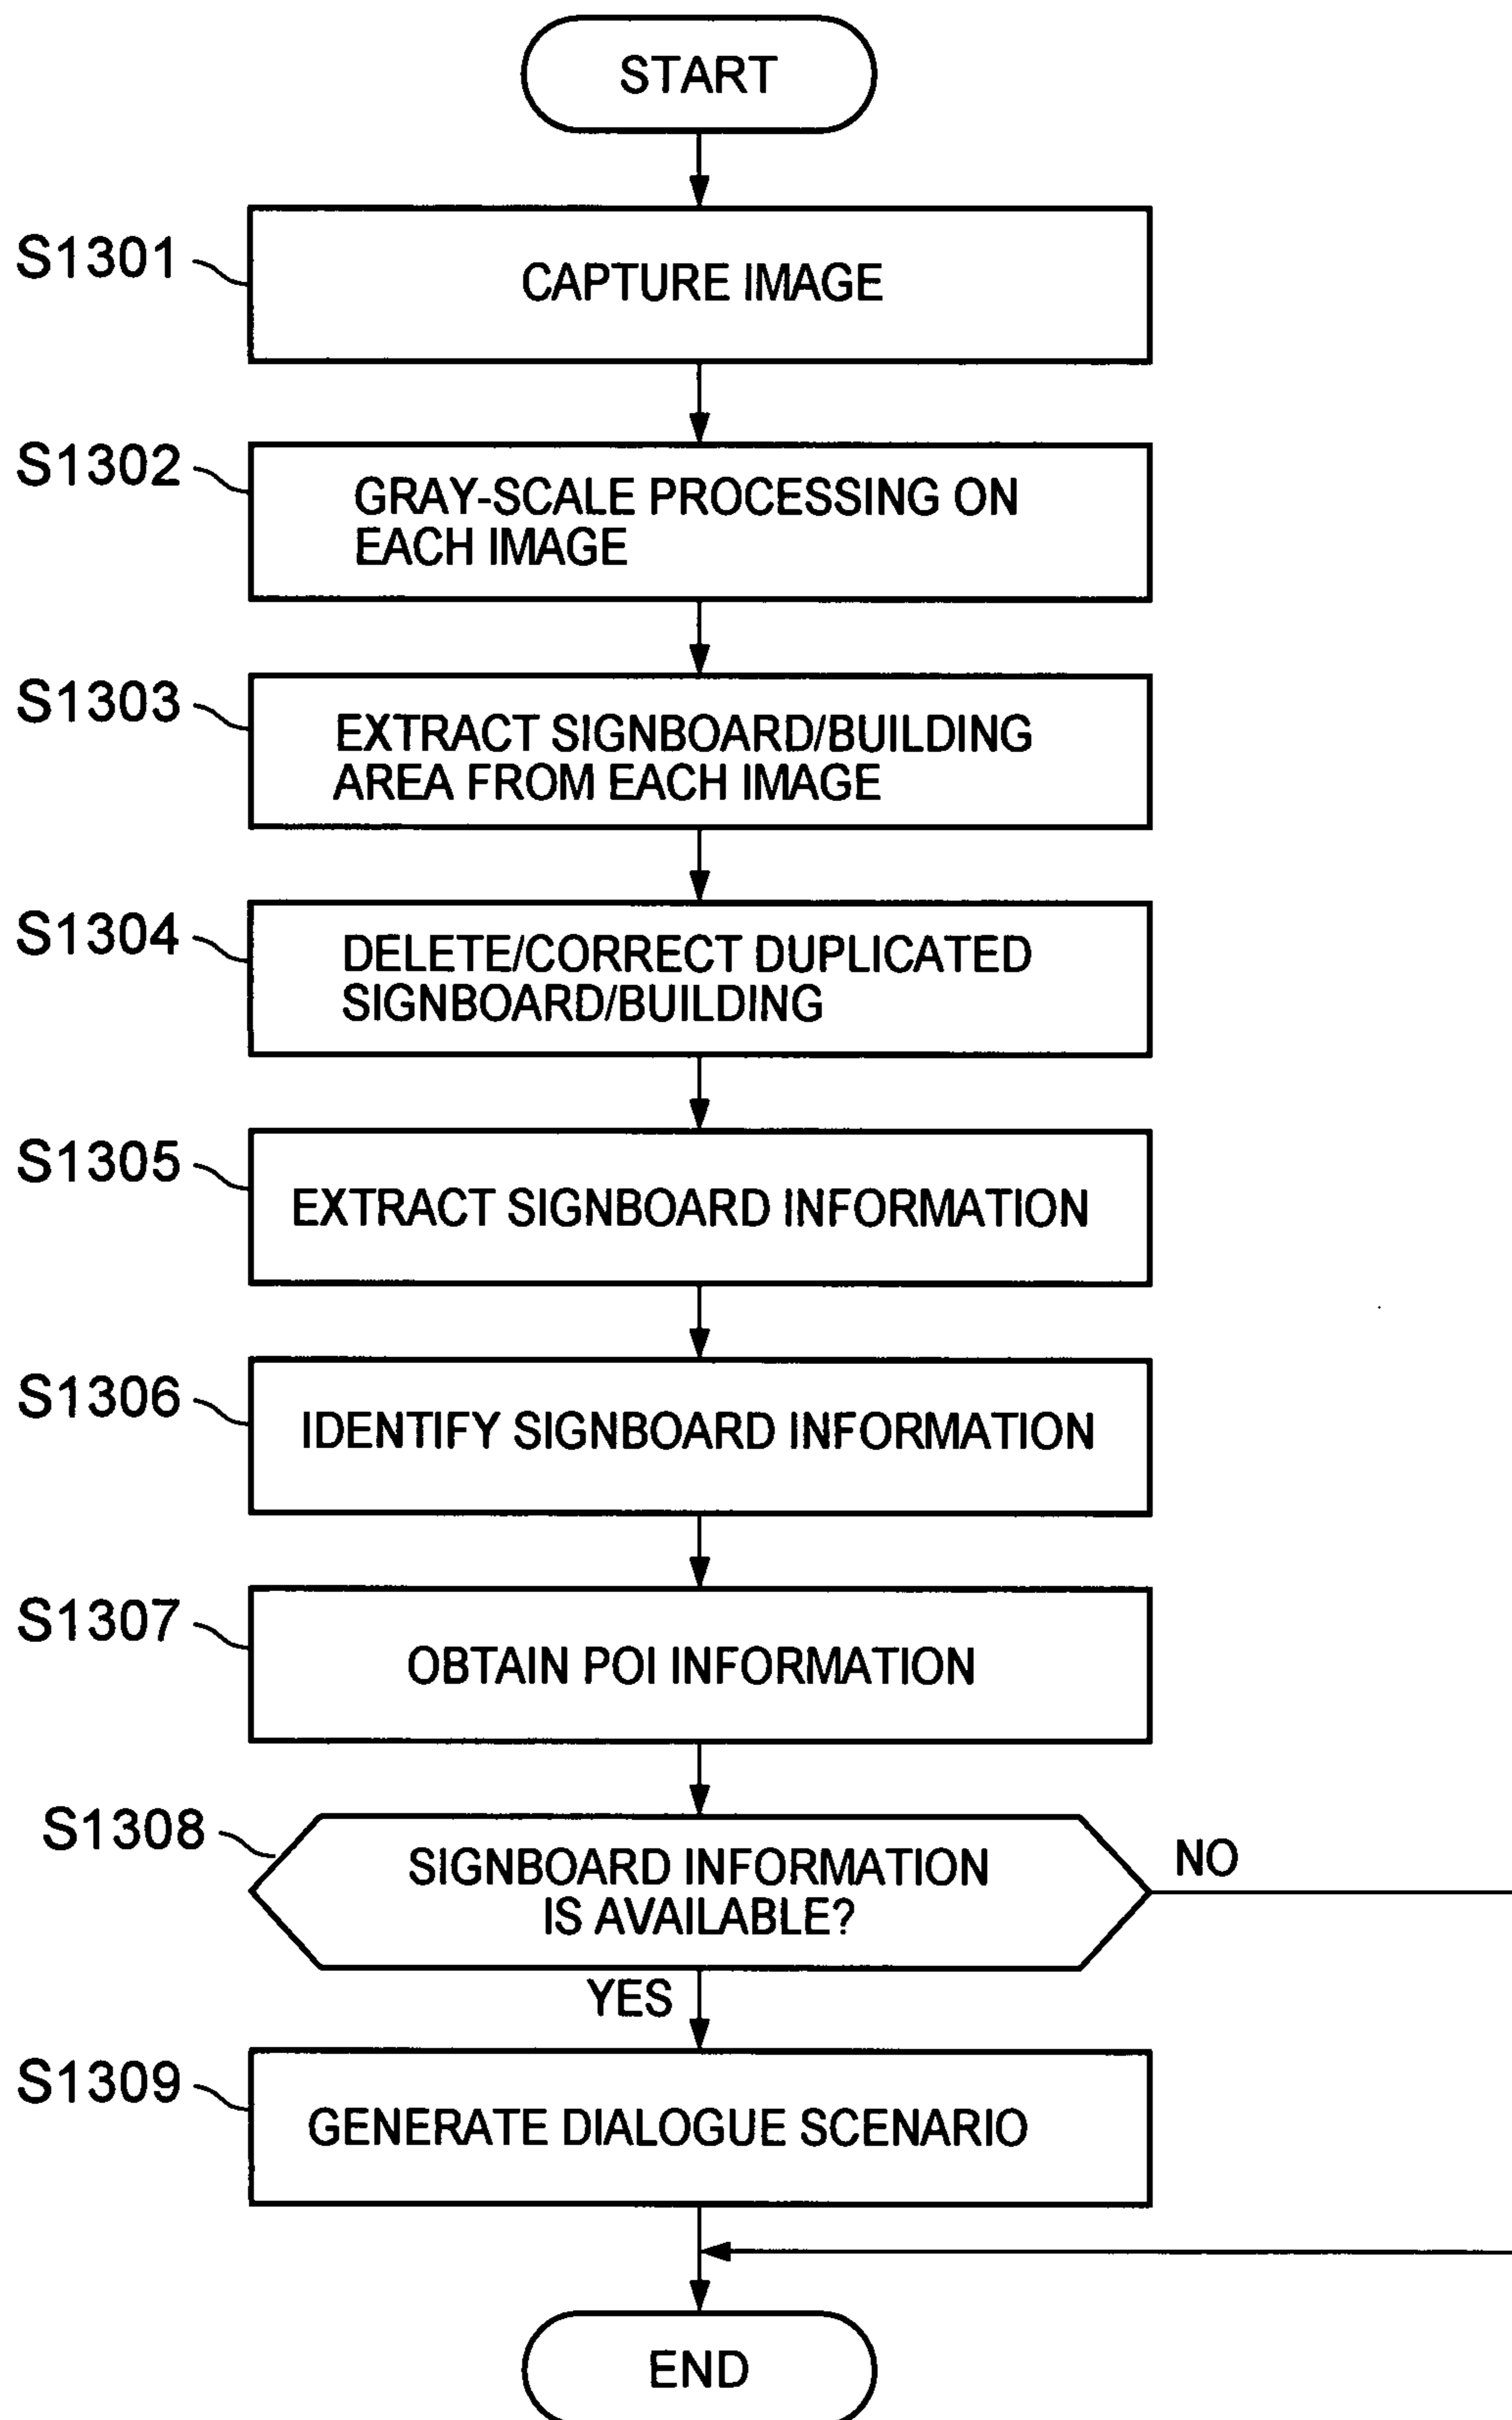 START
S1301
CAPTURE IMAGE
S1302
GRAY-SCALE PROCESSING ON
EACH IMAGE
S1303
EXTRACT SIGNBOARD/BUILDING
AREA FROM EACH IMAGE
S1304
DELETE/CORRECT DUPLICATED
SIGNBOARD/BUILDING
S1305
EXTRACT SIGNBOARD INFORMATION
S1306
IDENTIFY SIGNBOARD INFORMATION
S1307
OBTAIN POI INFORMATION
S1308
SIGNBOARD INFORMATION
IS AVAILABLE?
NO
YES
S1309
GENERATE DIALOGUE SCENARIO
END